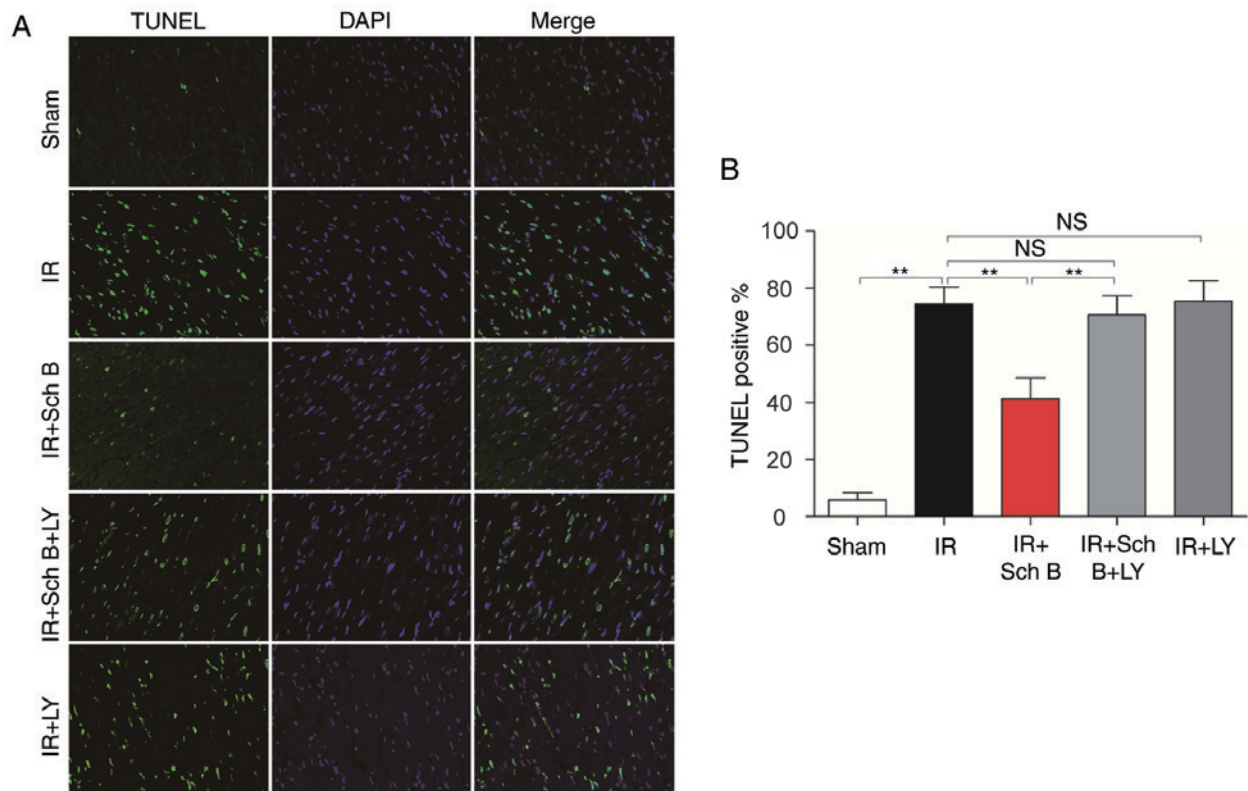 A
TUNEL DAPI Merge
Sham
IR
IR+Sch B
IR+Sch B+LY
IR+LY
B
NS
NS
** ** **
100
80
60
40
20
0
TUNEL positive %
Sham IR IR+ Sch B IR+Sch B+LY IR+LY